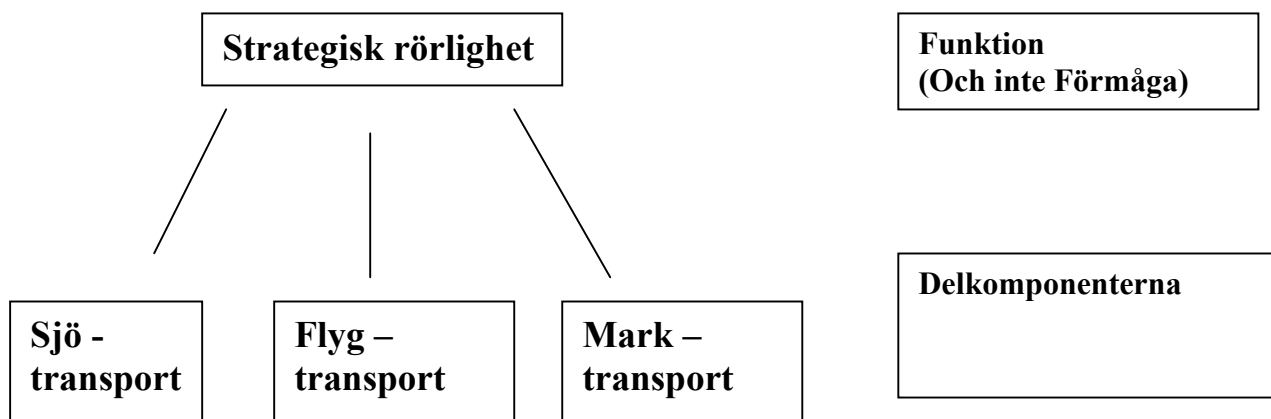 Strategisk rörlighet
Funktion
(Och inte Förmåga)
Sjö -
transport
Flyg –
transport
Mark –
transport
Delkomponenterna